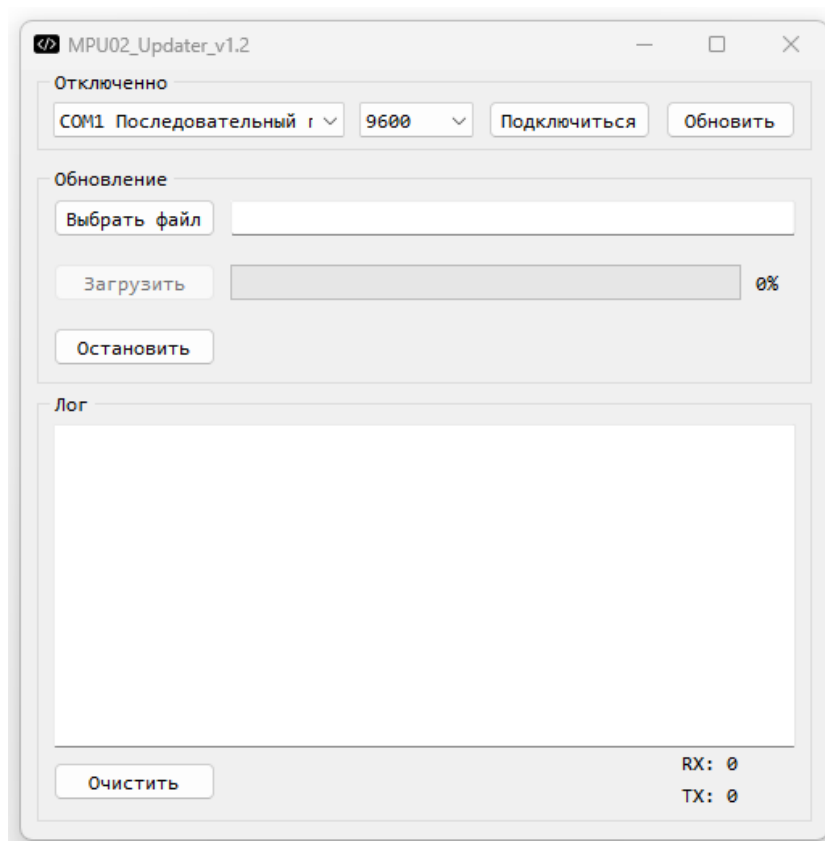 MPU02_Updater_v1.2
Отключенно
COM1 Последовательный 9600 Подключиться Обновить
Обновление
Выбрать файл
Загрузить 0%
Остановить
Лог
RX: 0
Очистить
TX: 0